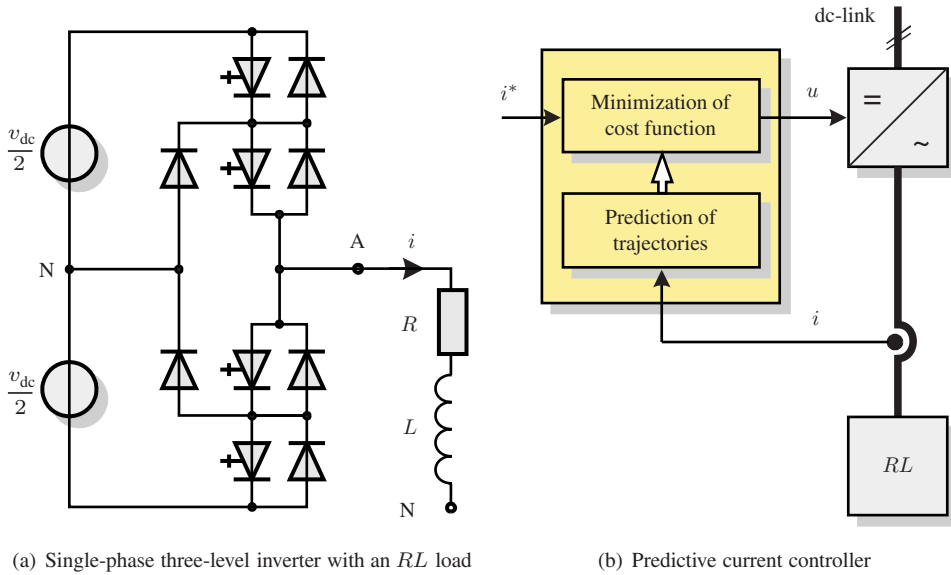 v_dc
2
N
v_dc
2
A
i
R
L
N
(a) Single-phase three-level inverter with an RL load
dc-link
i*
Minimization of
cost function
u
=
~
Prediction of
trajectories
i
RL
(b) Predictive current controller